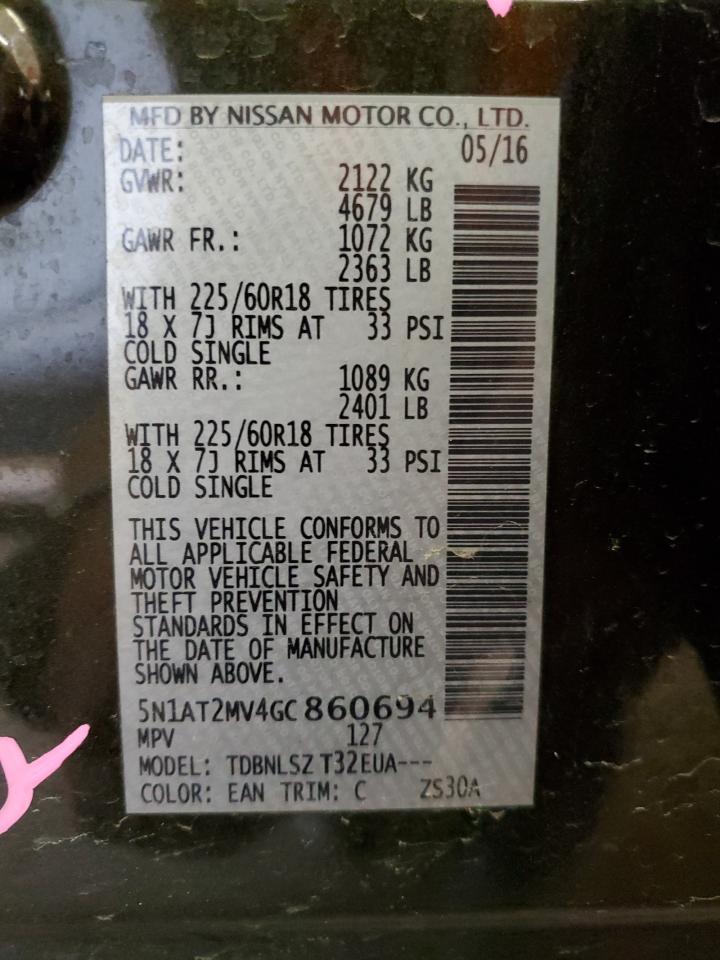 MFD BY NISSAN MOTOR CO., LTD.
DATE: 05/16
GVWR: 2122 KG
4679 LB
GAWR FR.: 1072 KG
2363 LB
WITH 225/60R18 TIRES
18 X 7J RIMS AT 33 PSI
COLD SINGLE
GAWR RR.: 1089 KG
2401 LB
WITH 225/60R18 TIRES
18 X 7J RIMS AT 33 PSI
COLD SINGLE
THIS VEHICLE CONFORMS TO
ALL APPLICABLE FEDERAL
MOTOR VEHICLE SAFETY AND
THEFT PREVENTION
STANDARDS IN EFFECT ON
THE DATE OF MANUFACTURE
SHOWN ABOVE.
5N1AT2MV4GC860694
MPV 127
MODEL: TDBNLSZ T32EUA---
COLOR: EAN TRIM: C ZS30A